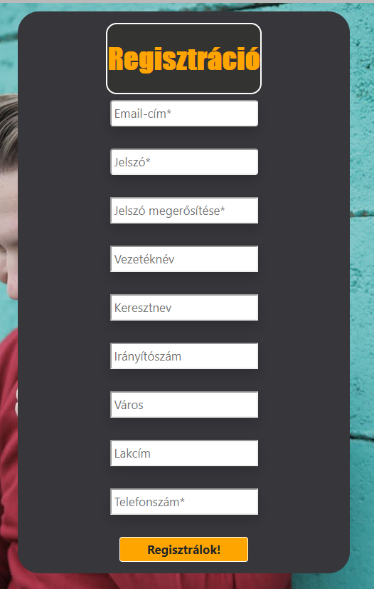 Regisztráció
Email-cím*
Jelszó*
Jelszó megerősítése*
Vezetéknév
Keresztnev
Irányítószám
Város
Lakcím
Telefonszám*
Regisztrálok!